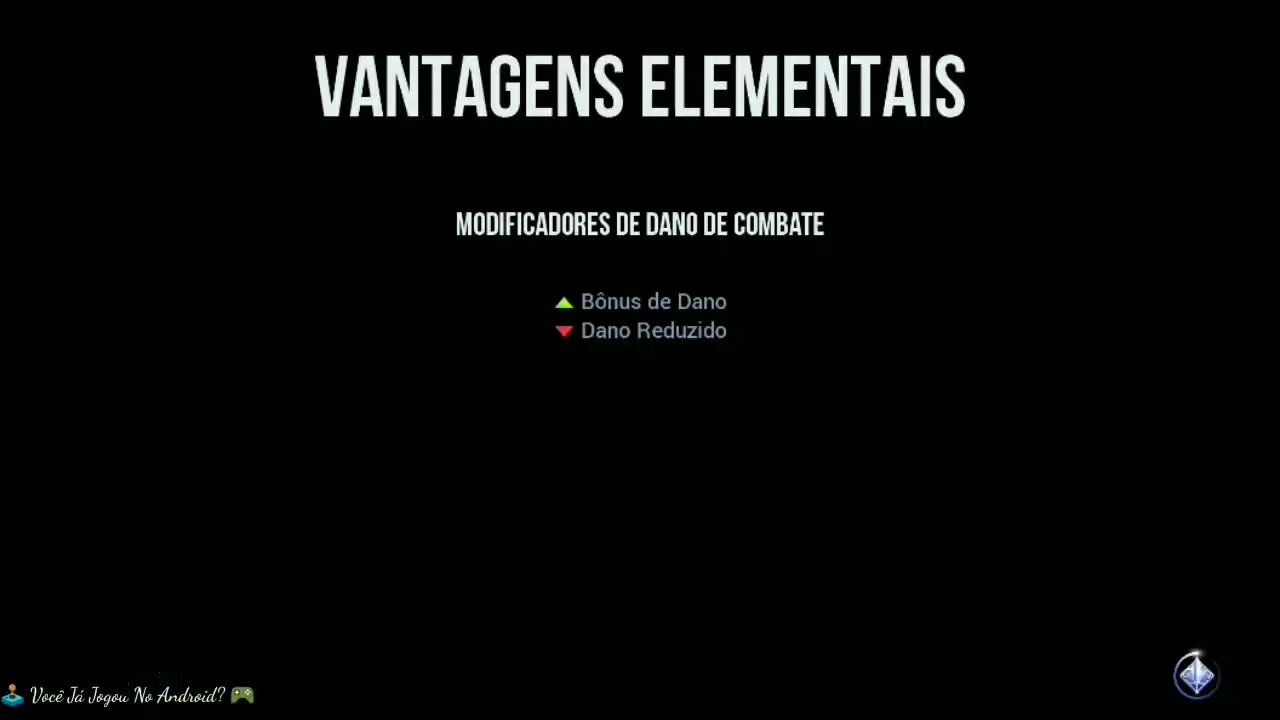 VANTAGENS ELEMENTAIS
MODIFICADORES DE DANO DE COMBATE
Bônus de Dano
Dano Reduzido
Você Já Jogou No Android?